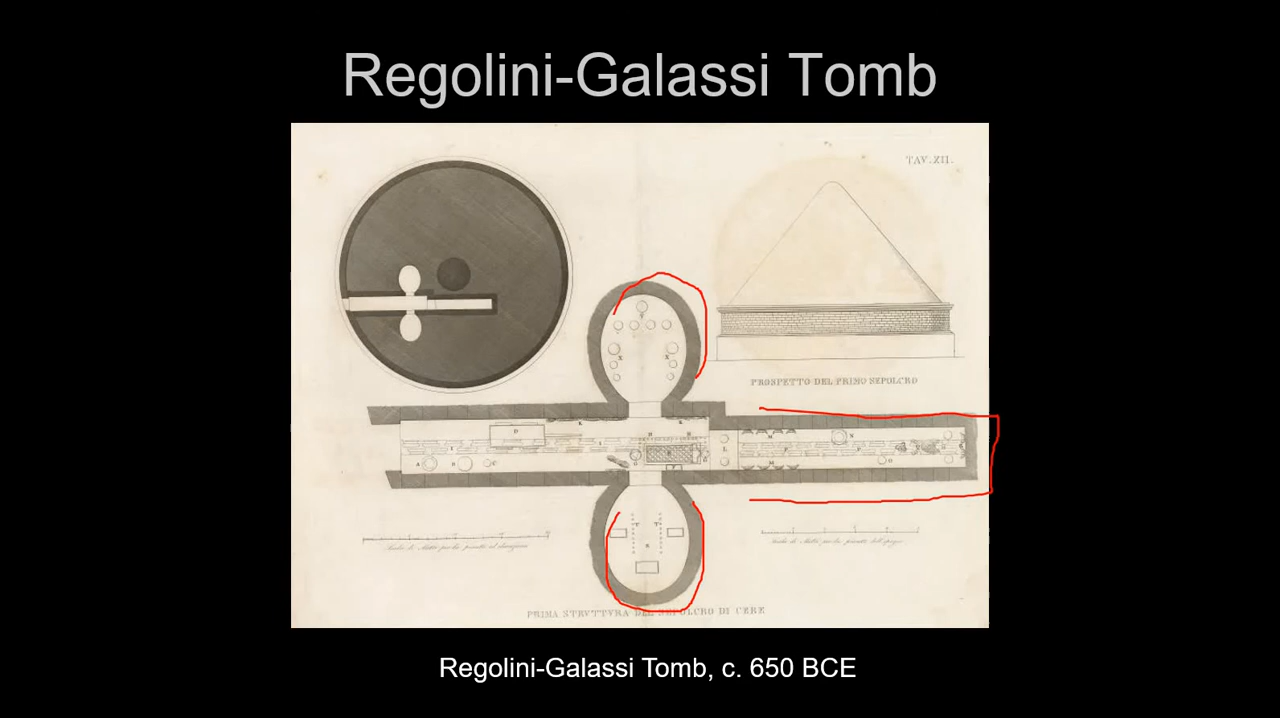 Regolini-Galassi Tomb
TAV. XII.
PROSPETTO DEL PRIMO SEPOLCRO
PRIMA STRVTTVRA DEL SEPOLCRO DI CERE
Regolini-Galassi Tomb, c. 650 BCE